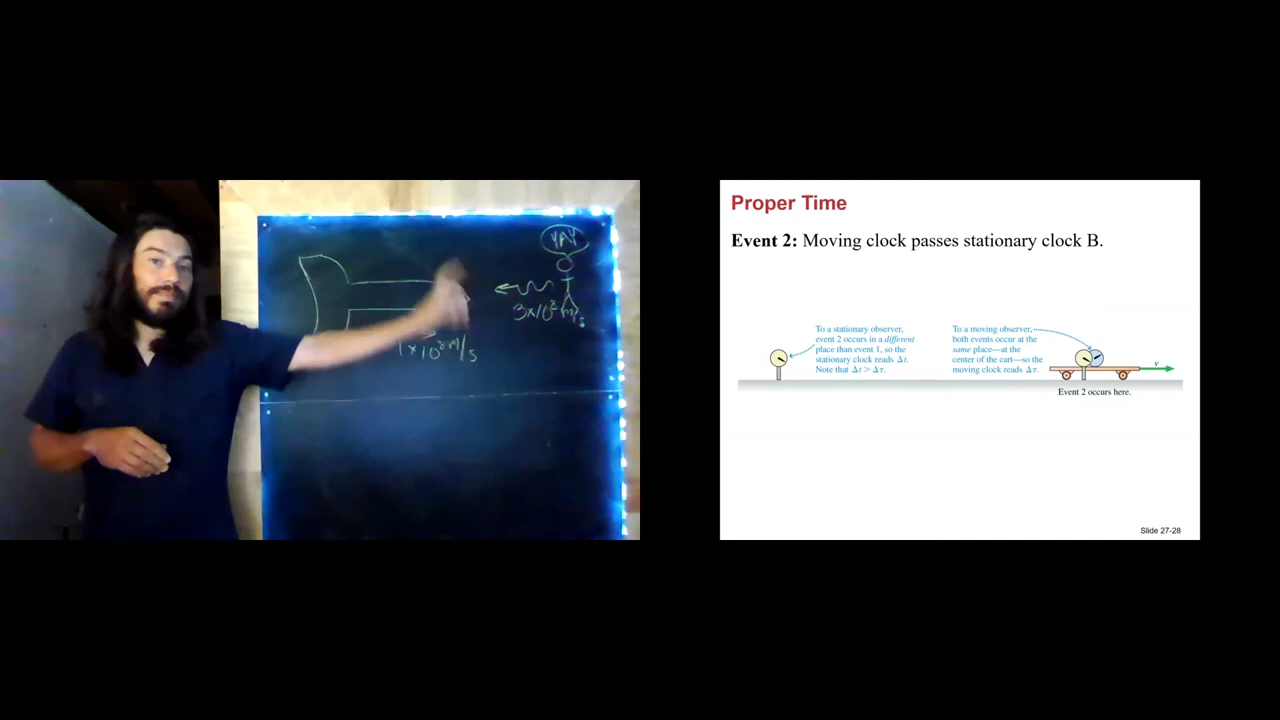 YAY
3×10² m/s
1×10⁸ M/s
Proper Time
Event 2: Moving clock passes stationary clock B.
To a stationary observer,
event 2 occurs in a different
place than event 1, so the
stationary clock reads Δt.
Note that Δt > Δτ.
To a moving observer,
both events occur at the
same place—at the
center of the cart—so the
moving clock reads Δτ.
v
Event 2 occurs here.
Slide 27-28